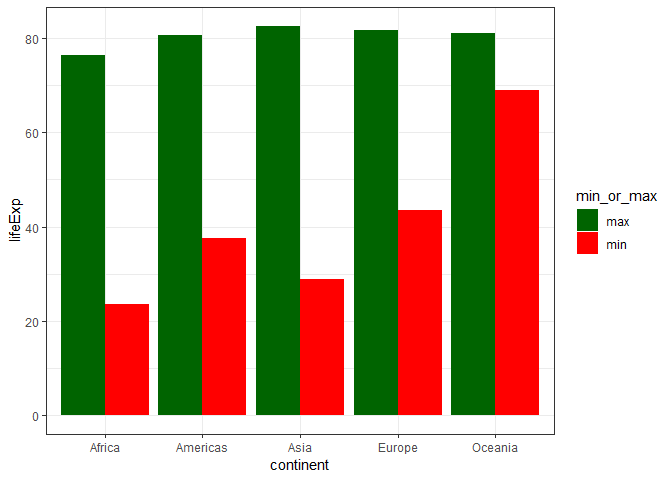 80
60
40
20
0
lifeExp
Africa Americas Asia Europe Oceania
continent
min_or_max
max
min